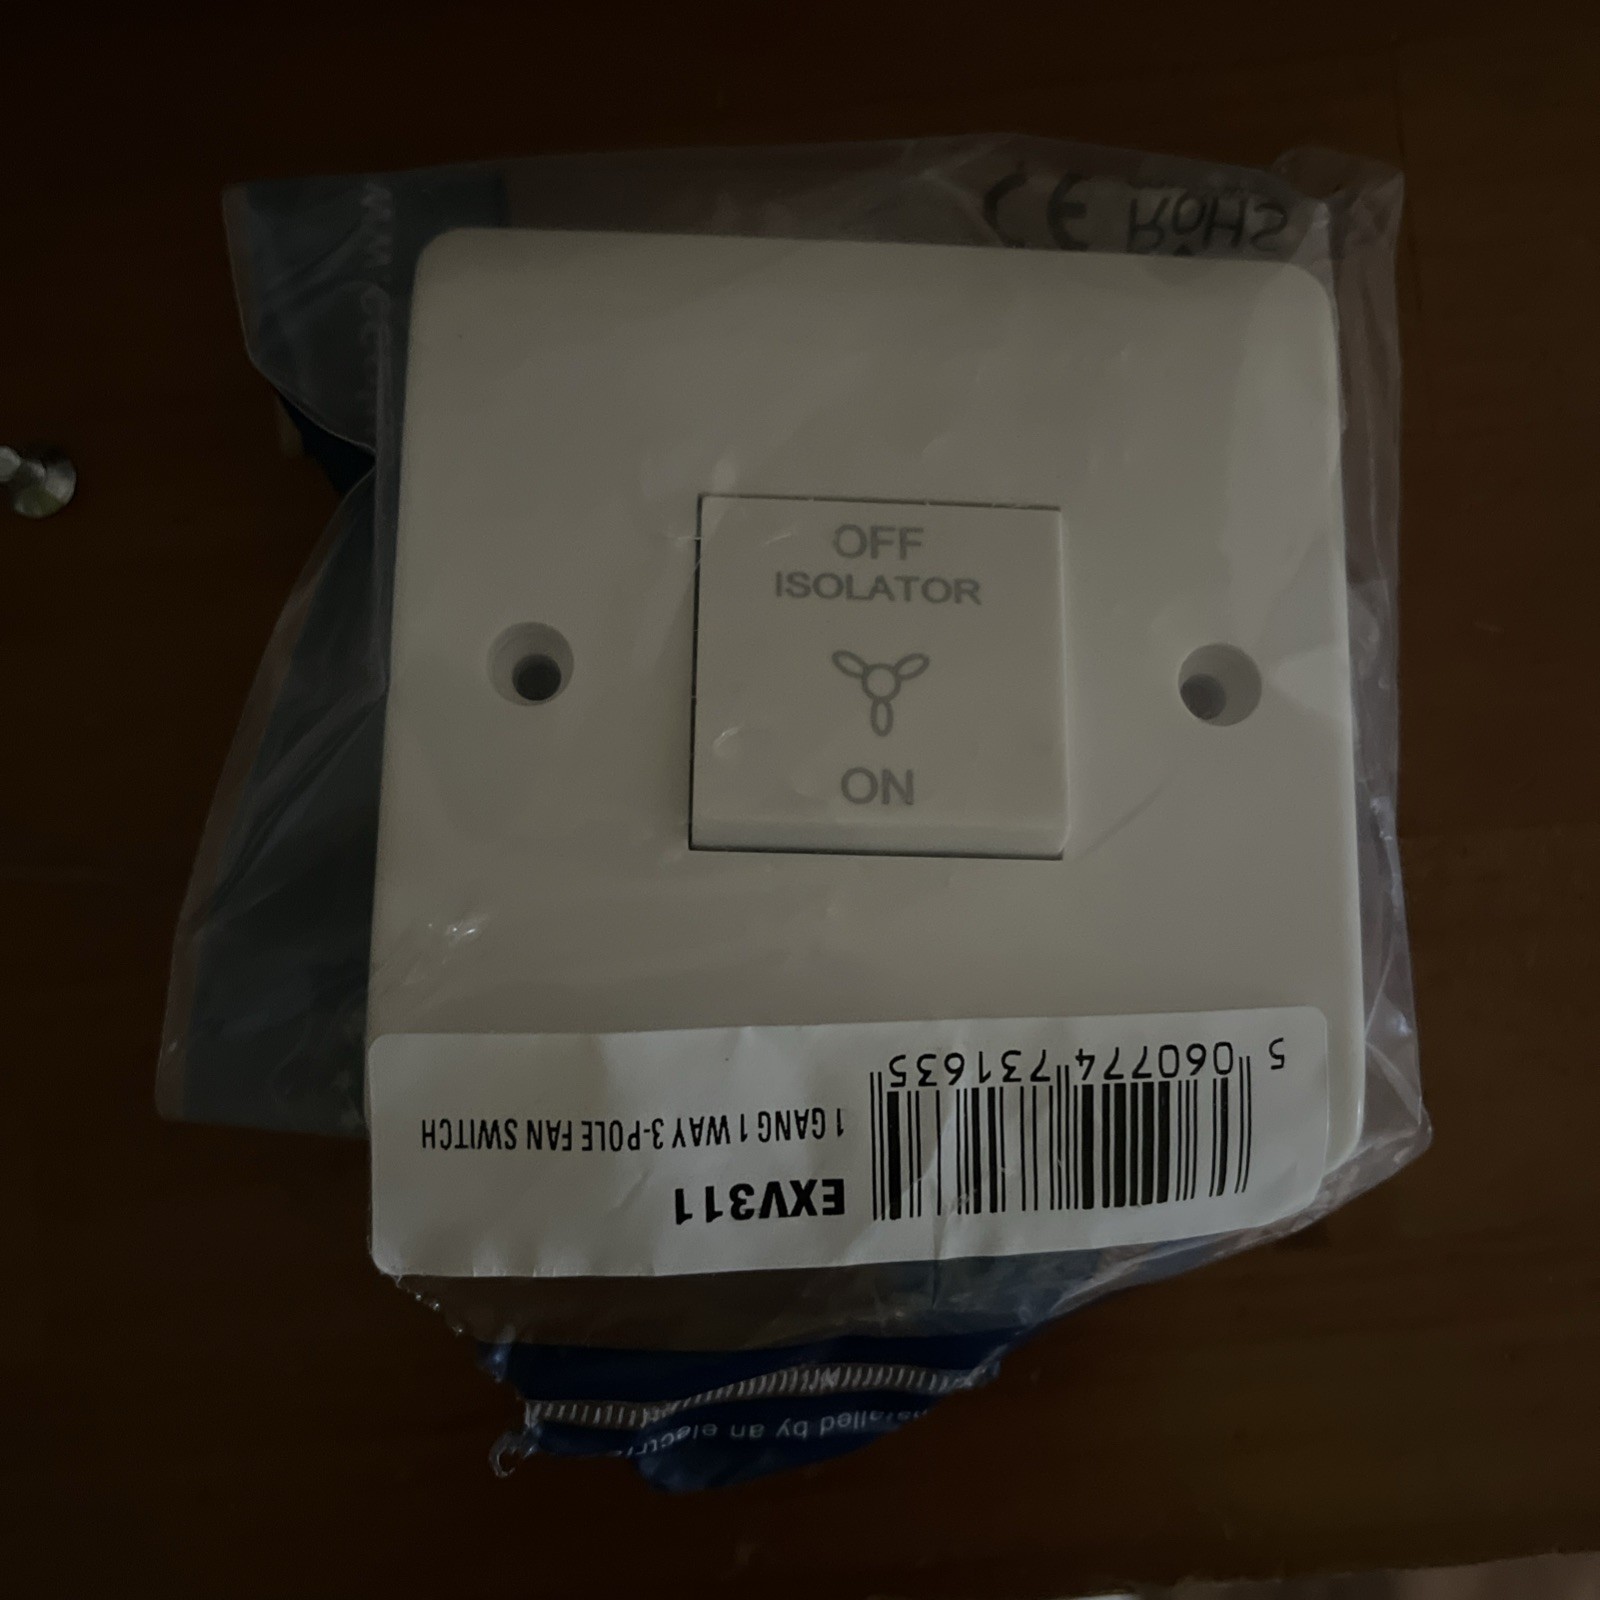 CE RoHS
OFF
ISOLATOR
ON
5 060774 731635
EXV311
1 GANG 1 WAY 3-POLE FAN SWITCH
installed by an